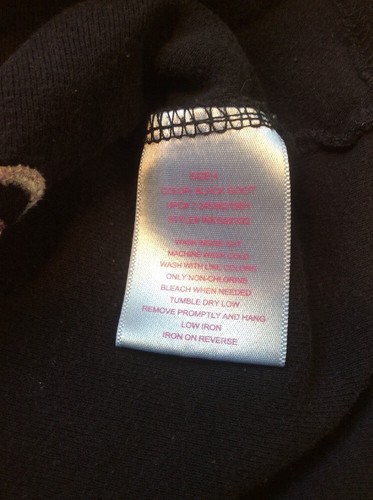 COLOR: BLACK
WASH INSIDE OUT
MACHINE WASH COLD
WASH WITH LIKE COLORS
ONLY NON-CHLORINE
BLEACH WHEN NEEDED
TUMBLE DRY LOW
REMOVE PROMPTLY AND HANG
LOW IRON
IRON ON REVERSE